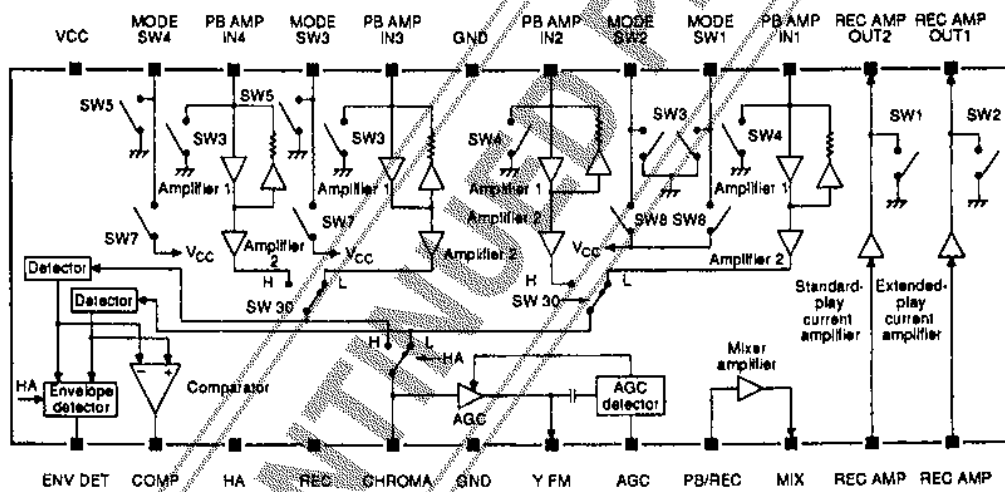 VCC
MODE SW4
PB AMP IN4
MODE SW3
PB AMP IN3
GND
PB AMP IN2
MODE SW2
MODE SW1
PB AMP IN1
REC AMP OUT2
REC AMP OUT1
SW5
SW3
SW5
SW3
SW4
SW3
SW4
SW1
SW2
Amplifier 1
Amplifier 1
Amplifier 1
Amplifier 1
SW7
VCC
Amplifier 2
SW7
VCC
Amplifier 2
Amplifier 2
VCC
SW8
SW8
Amplifier 2
Detector
Detector
H
L
SW 30
H
L
SW 30
Standard-play current amplifier
Extended-play current amplifier
H
L
HA
HA
Envelope detector
Comparator
AGC
AGC detector
Mixer amplifier
ENV DET
COMP
HA
REC
CHROMA
GND
Y FM
AGC
PB/REC
MIX
REC AMP
REC AMP